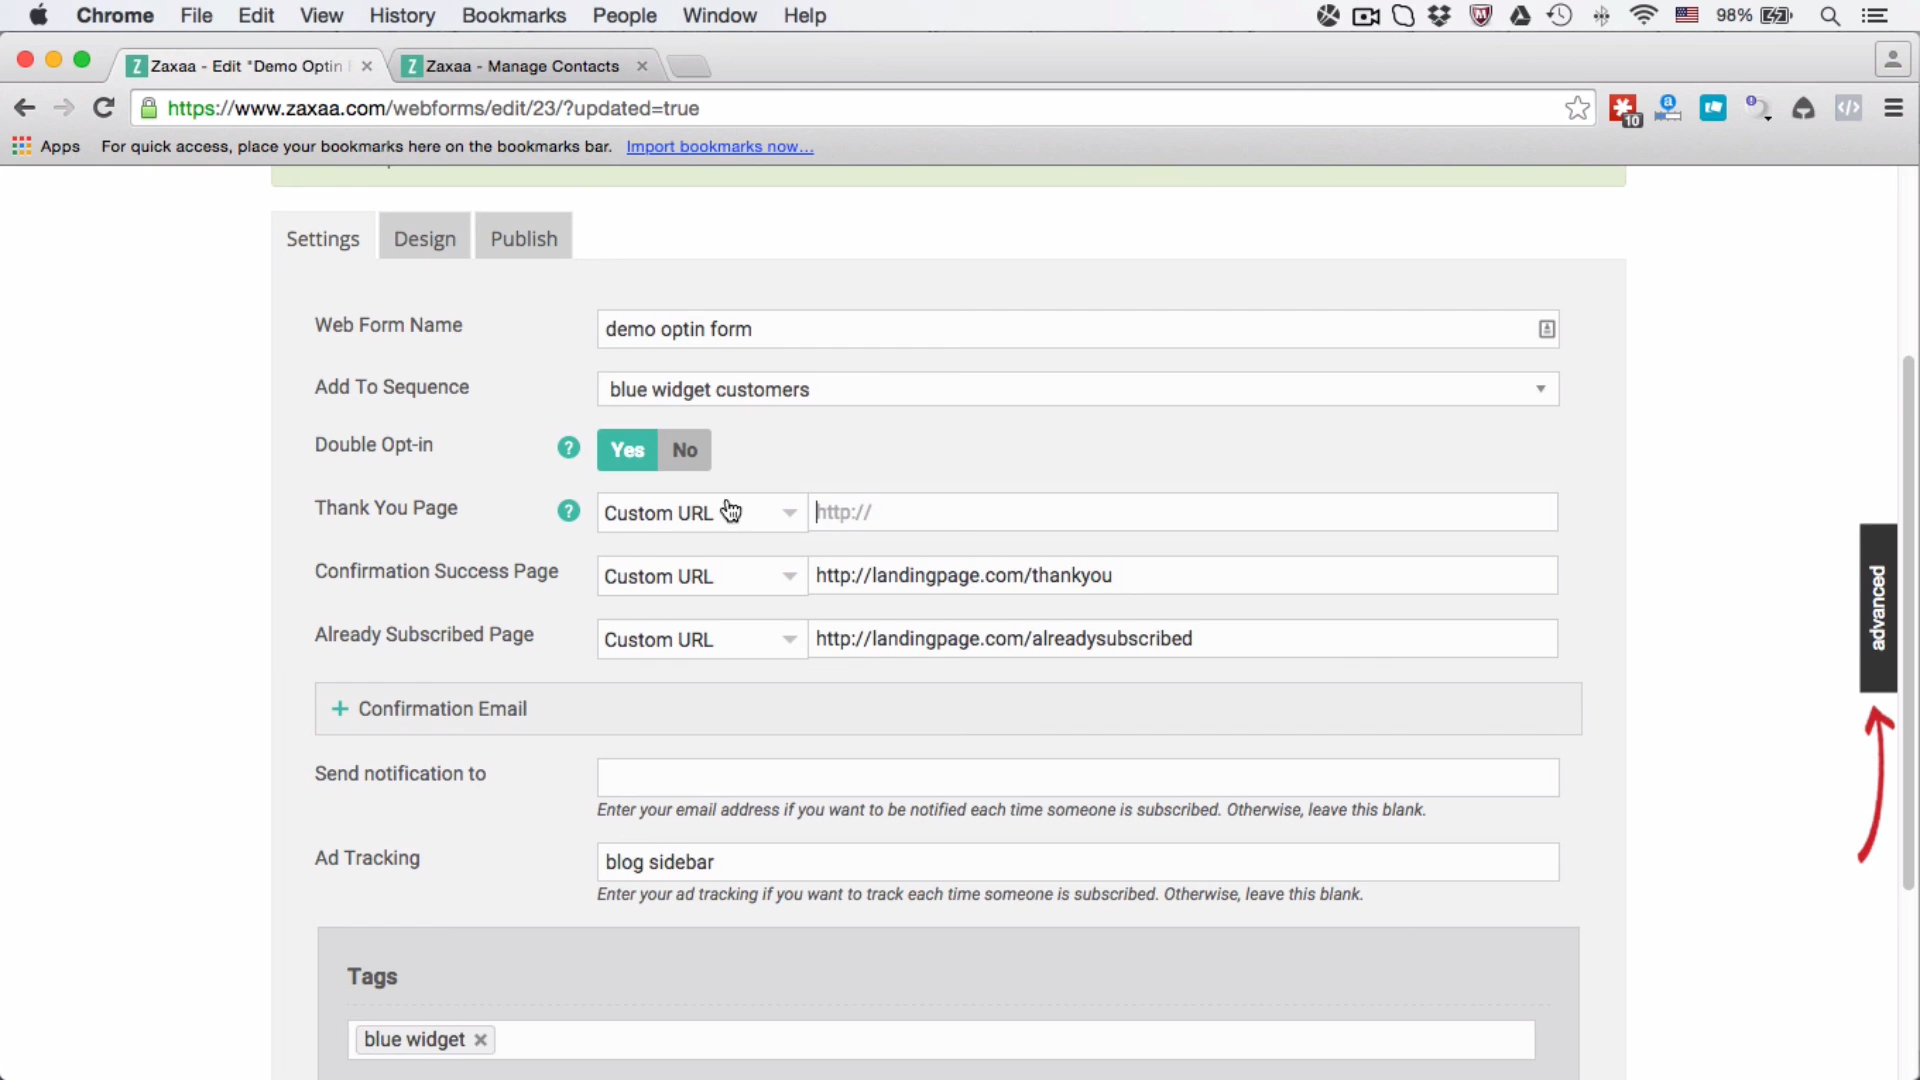 Chrome File Edit View History Bookmarks People Window Help 98%
Zaxaa - Edit "Demo Optin
Zaxaa - Manage Contacts
https://www.zaxaa.com/webforms/edit/23/?updated=true
10
Apps For quick access, place your bookmarks here on the bookmarks bar. Import bookmarks now...
Settings Design Publish
Web Form Name demo optin form
Add To Sequence blue widget customers
Double Opt-in ? Yes No
Thank You Page ? Custom URL http://
Confirmation Success Page Custom URL http://landingpage.com/thankyou
Already Subscribed Page Custom URL http://landingpage.com/alreadysubscribed
advanced
+ Confirmation Email
Send notification to
Enter your email address if you want to be notified each time someone is subscribed. Otherwise, leave this blank.
Ad Tracking blog sidebar
Enter your ad tracking if you want to track each time someone is subscribed. Otherwise, leave this blank.
Tags
blue widget ×